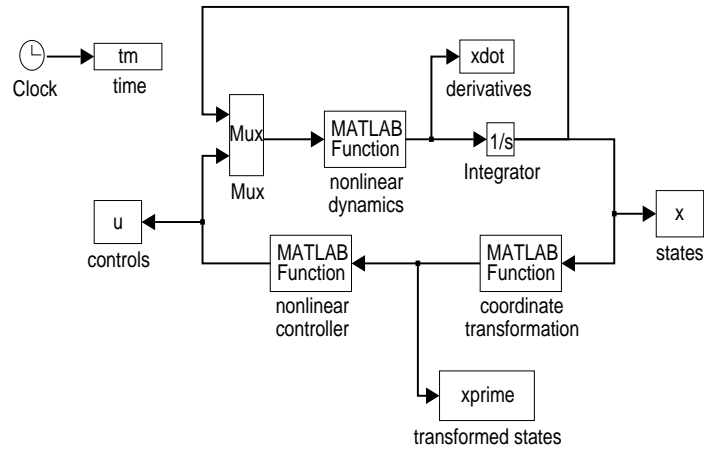 tm
Clock
time
xdot
derivatives
Mux
Mux
MATLAB
Function
nonlinear
dynamics
1/s
Integrator
u
controls
x
states
MATLAB
Function
nonlinear
controller
MATLAB
Function
coordinate
transformation
xprime
transformed states